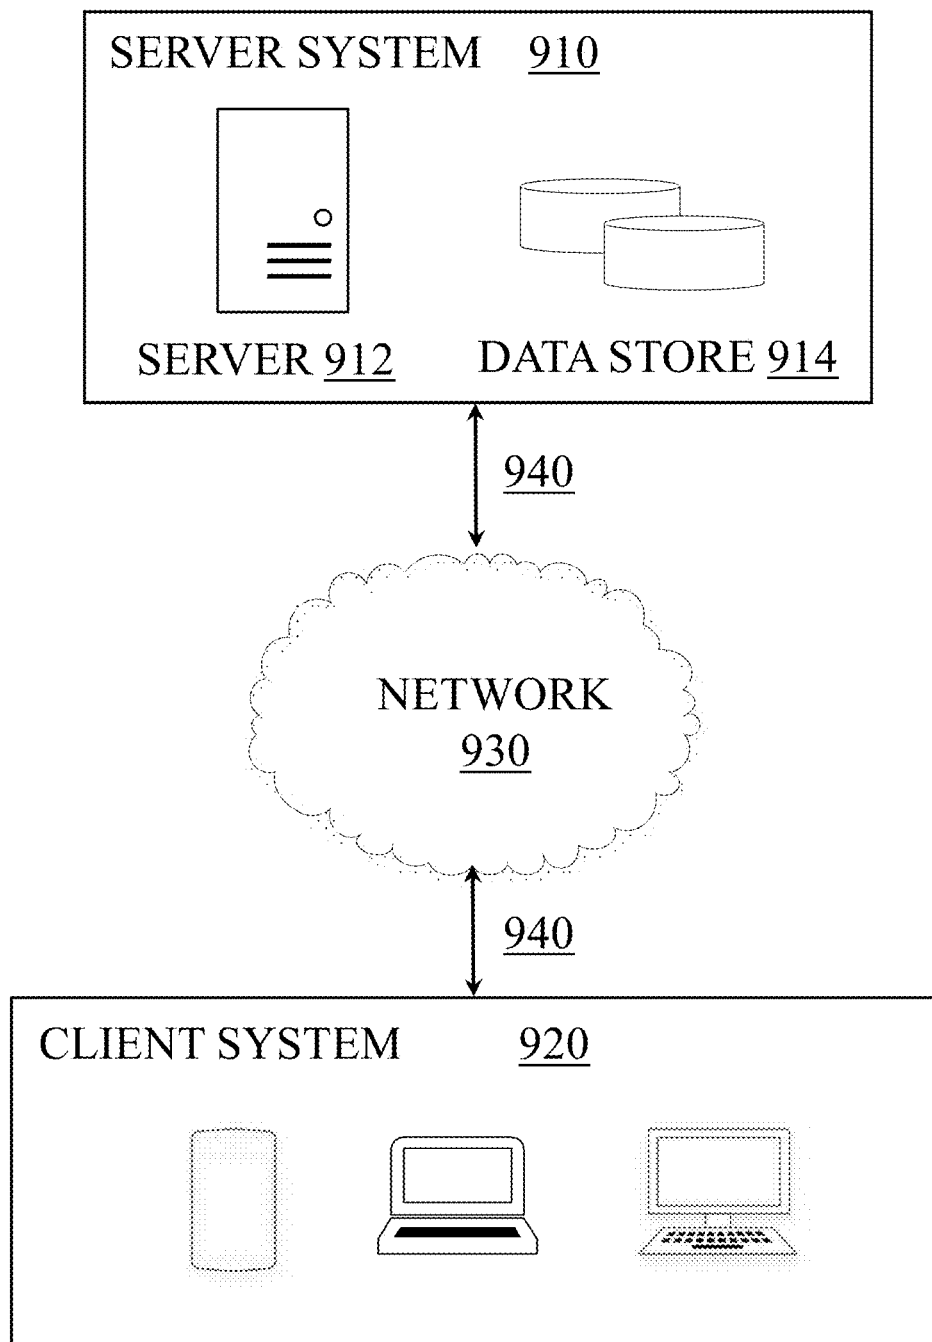 SERVER SYSTEM 910
SERVER 912
DATA STORE 914
940
NETWORK
930
940
CLIENT SYSTEM 920